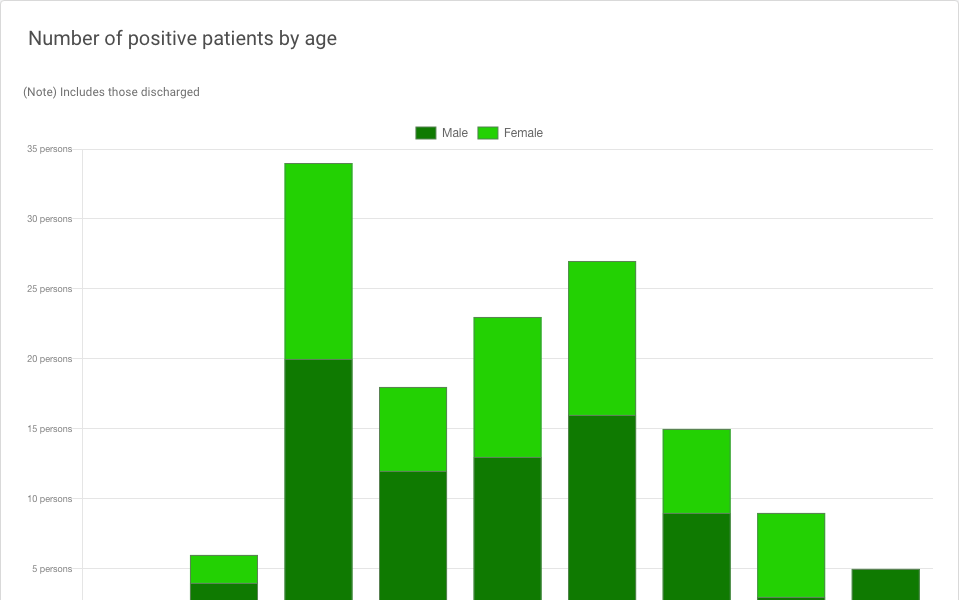 Number of positive patients by age
(Note) Includes those discharged
Male Female
35 persons
30 persons
25 persons
20 persons
15 persons
10 persons
5 persons